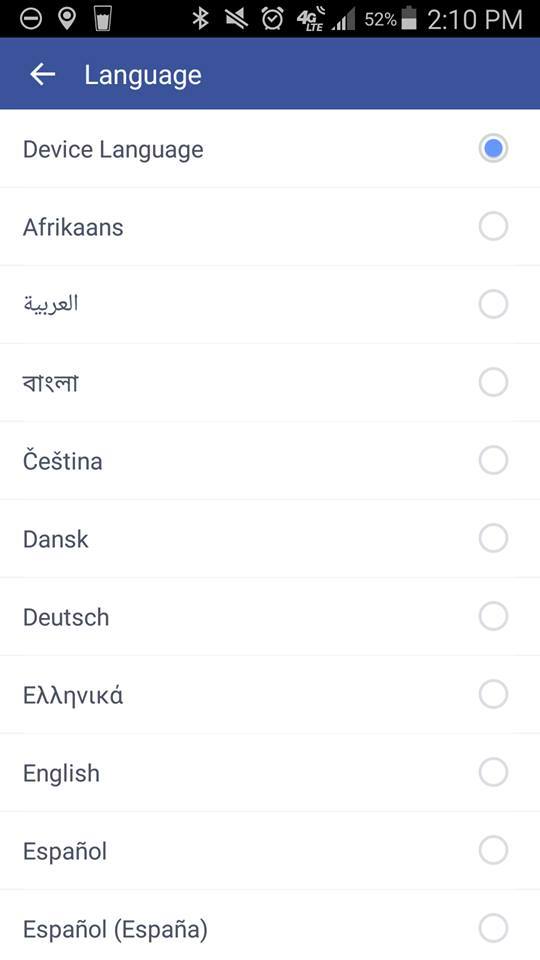 4G LTE 52% 2:10 PM
Language
Device Language
Afrikaans
العربية
বাংলা
Čeština
Dansk
Deutsch
Ελληνικά
English
Español
Español (España)